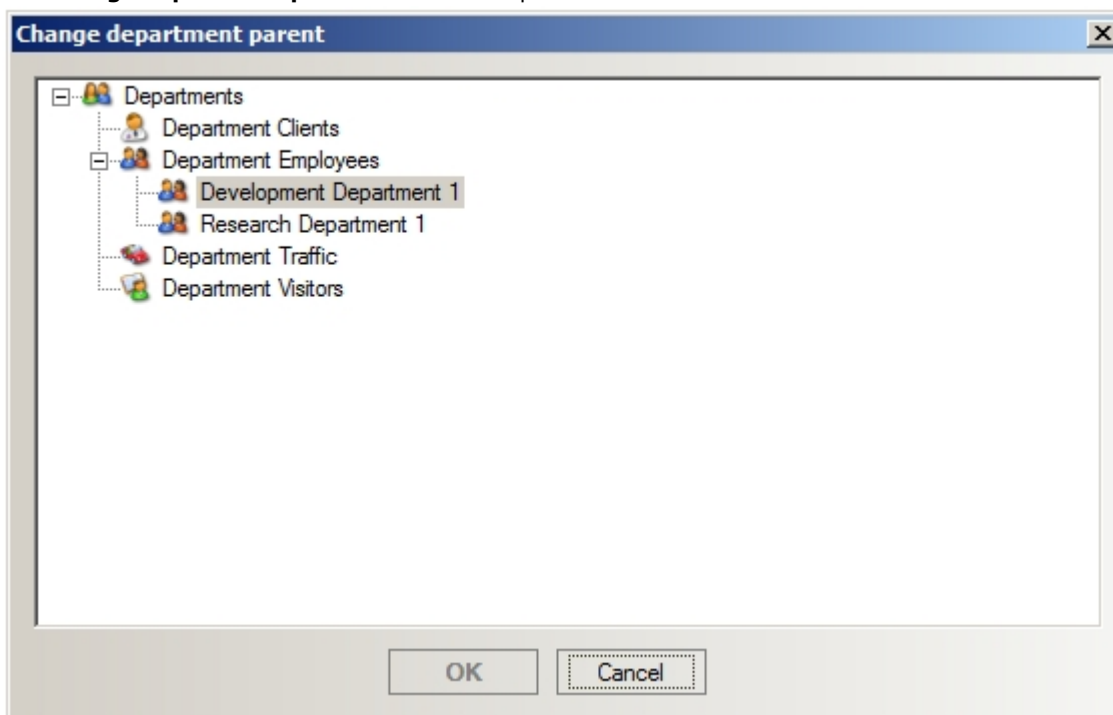 Change department parent
Departments
Department Clients
Department Employees
Development Department 1
Research Department 1
Department Traffic
Department Visitors
OK
Cancel